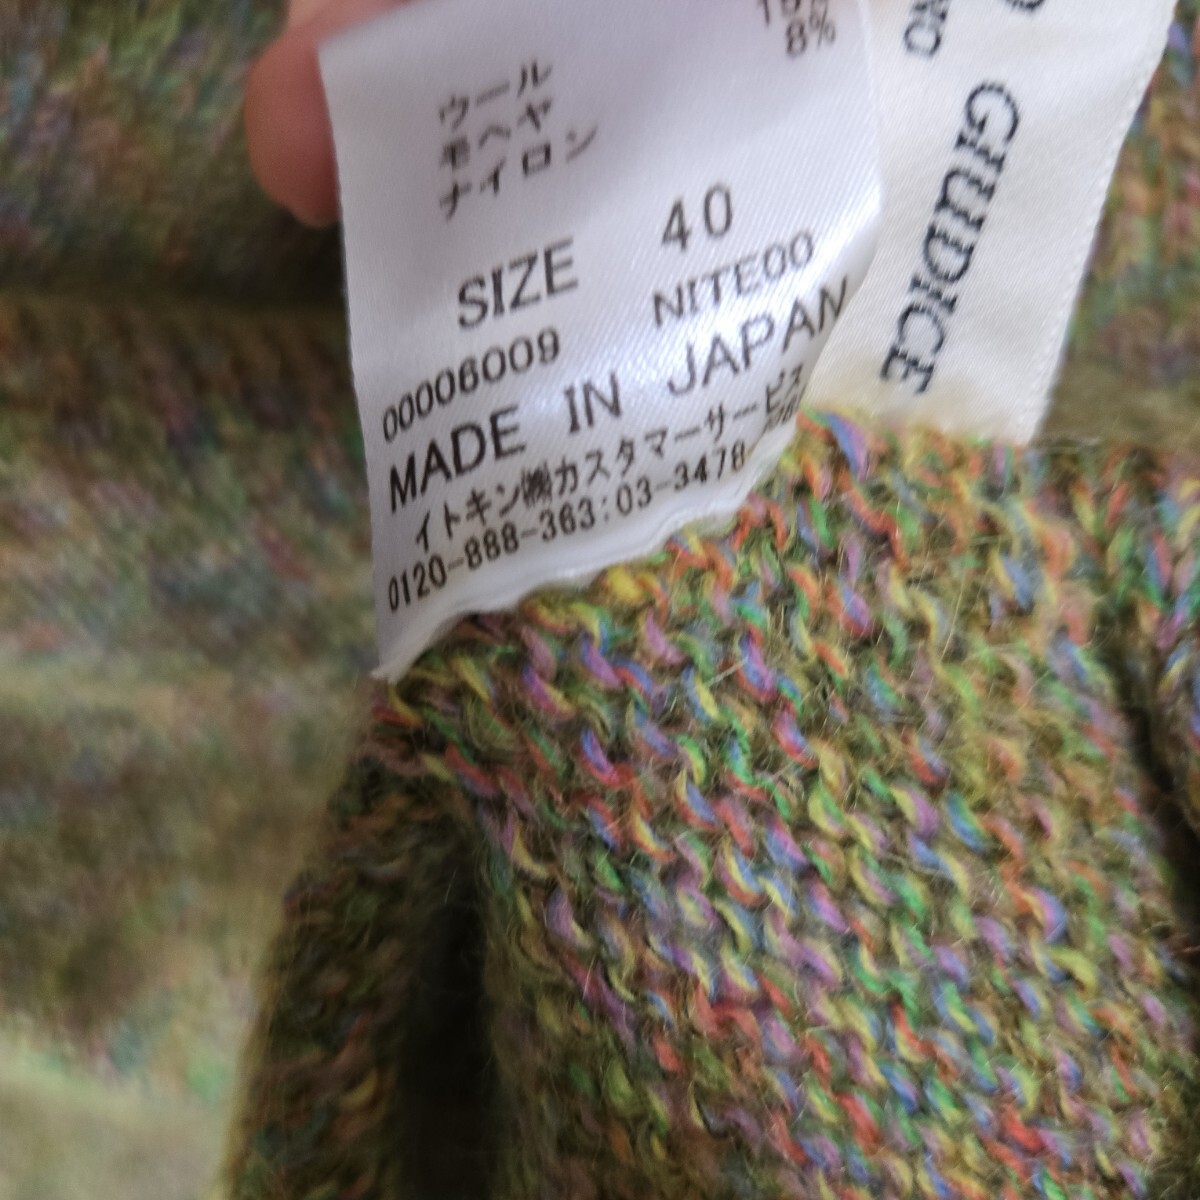 8%
ウール
モヘヤ
ナイロン
SIZE 40
00006009 NITE00
MADE IN JAPAN
イトキン㈱カスタマーサービス
0120-888-363:03-3478-
GIUDICE